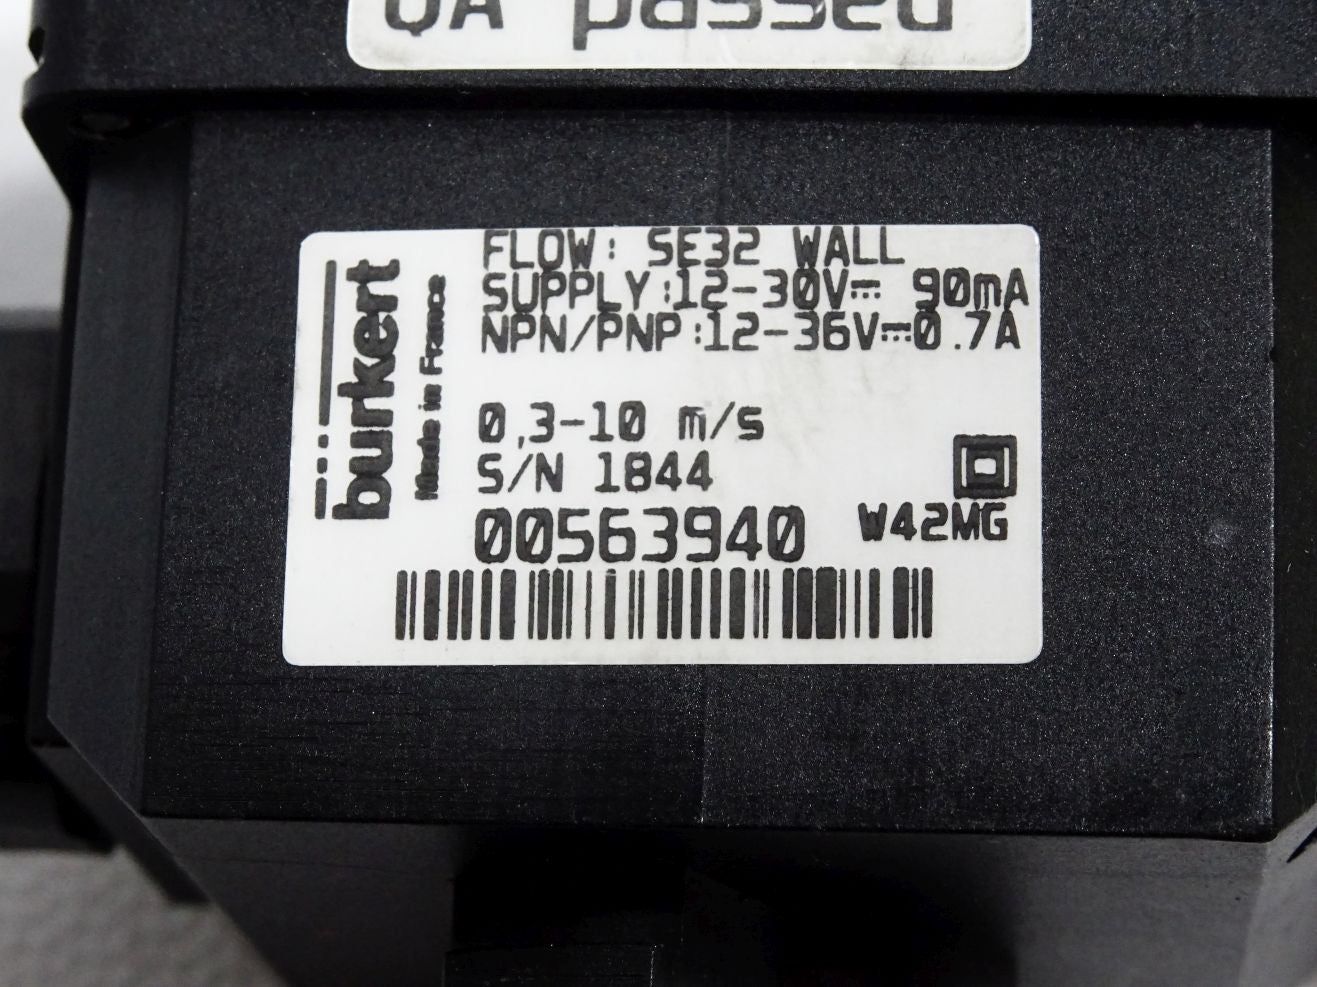 QA passed
burkert
Made in France
FLOW: SE32 WALL
SUPPLY:12-30V⎓ 90mA
NPN/PNP:12-36V⎓0.7A
0,3-10 m/s
S/N 1844
00563940
W42MG